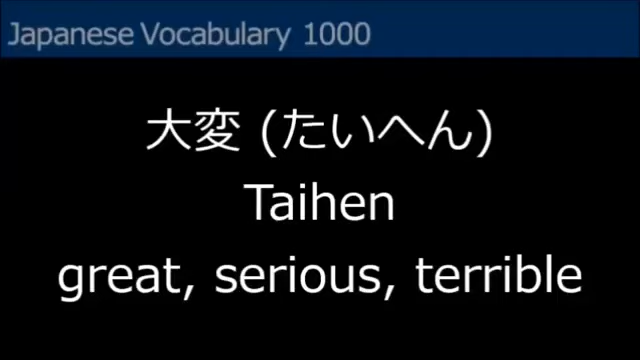 Japanese Vocabulary 1000
大変 (たいへん)
Taihen
great, serious, terrible